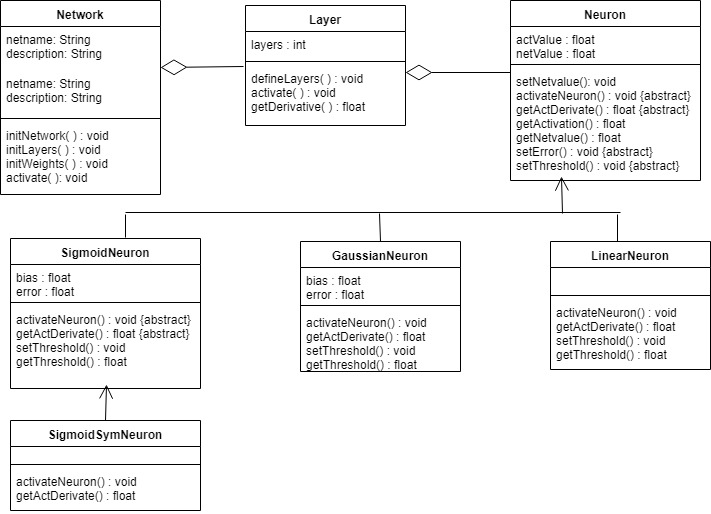 Network
netname: String
description: String
netname: String
description: String
initNetwork( ) : void
initLayers( ) : void
initWeights( ) : void
activate( ): void
Layer
layers : int
defineLayers( ) : void
activate( ) : void
getDerivative( ) : float
Neuron
actValue : float
netValue : float
setNetvalue(): void
activateNeuron() : void {abstract}
getActDerivate() : float {abstract}
getActivation() : float
getNetvalue() : float
setError() : void {abstract}
setThreshold() : void {abstract}
SigmoidNeuron
bias : float
error : float
activateNeuron() : void {abstract}
getActDerivate() : float {abstract}
setThreshold() : void
getThreshold() : float
GaussianNeuron
bias : float
error : float
activateNeuron() : void
getActDerivate() : float
setThreshold() : void
getThreshold() : float
LinearNeuron
activateNeuron() : void
getActDerivate() : float
setThreshold() : void
getThreshold() : float
SigmoidSymNeuron
activateNeuron() : void
getActDerivate() : float